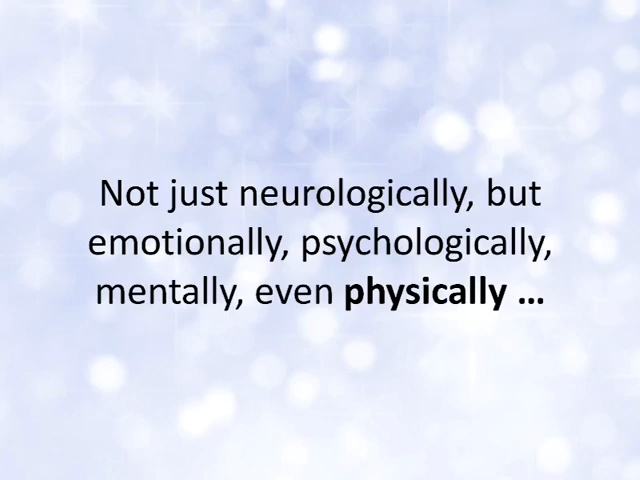 Not just neurologically, but
emotionally, psychologically,
mentally, even physically ...